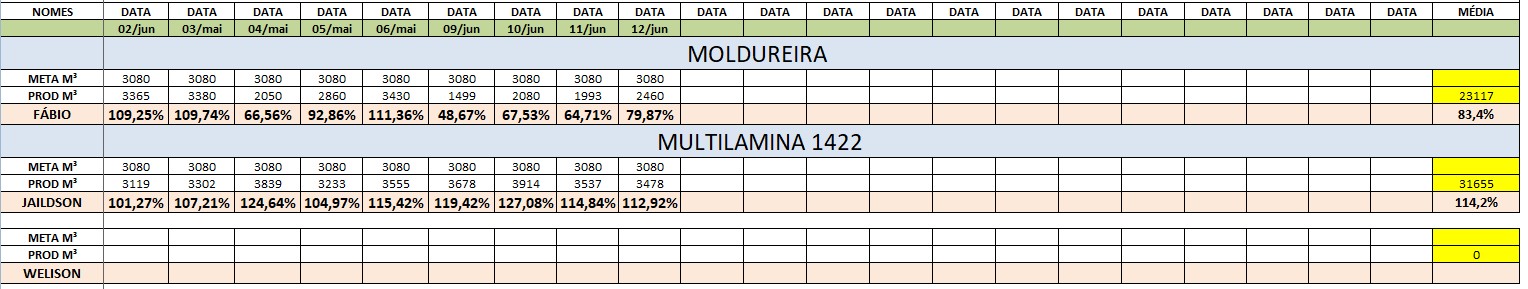 NOMES DATA DATA DATA DATA DATA DATA DATA DATA DATA DATA DATA DATA DATA DATA DATA DATA DATA DATA DATA DATA DATA MÉDIA
02/jun 03/mai 04/mai 05/mai 06/mai 09/jun 10/jun 11/jun 12/jun
MOLDUREIRA
META M³ 3080 3080 3080 3080 3080 3080 3080 3080 3080
PROD M³ 3365 3380 2050 2860 3430 1499 2080 1993 2460 23117
FÁBIO 109,25% 109,74% 66,56% 92,86% 111,36% 48,67% 67,53% 64,71% 79,87% 83,4%
MULTILAMINA 1422
META M³ 3080 3080 3080 3080 3080 3080 3080 3080 3080
PROD M³ 3119 3302 3839 3233 3555 3678 3914 3537 3478 31655
JAILDSON 101,27% 107,21% 124,64% 104,97% 115,42% 119,42% 127,08% 114,84% 112,92% 114,2%
META M³
PROD M³ 0
WELISON